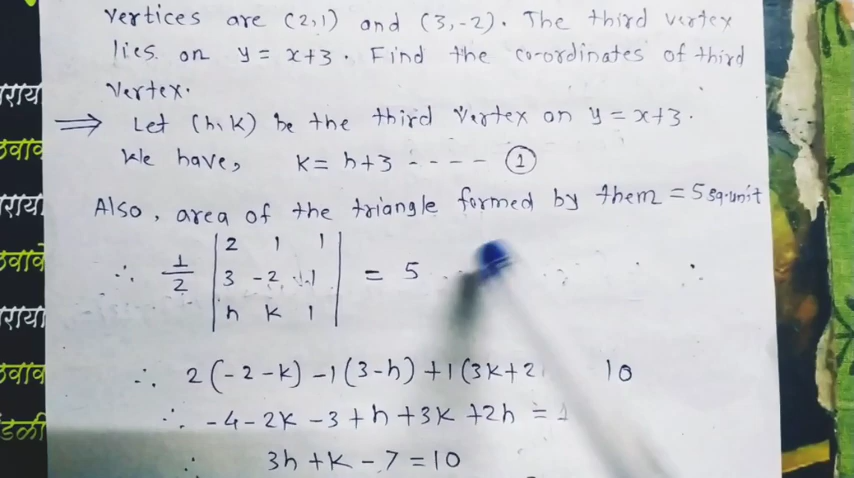 vertices are (2,1) and (3,-2). The third vertex
lies on y = x+3. Find the co-ordinates of third
vertex.
⇒ Let (h,k) be the third vertex on y = x+3.
We have, k = h+3 ---- ①
Also, area of the triangle formed by them = 5 sq.unit
∴ 1/2 | 2 1 1 |
| 3 -2 1 | = 5
| h k 1 |
∴ 2(-2-k) -1(3-h) +1(3k+2 10
∴ -4-2k-3+h+3k+2h =
∴ 3h+k-7 = 10